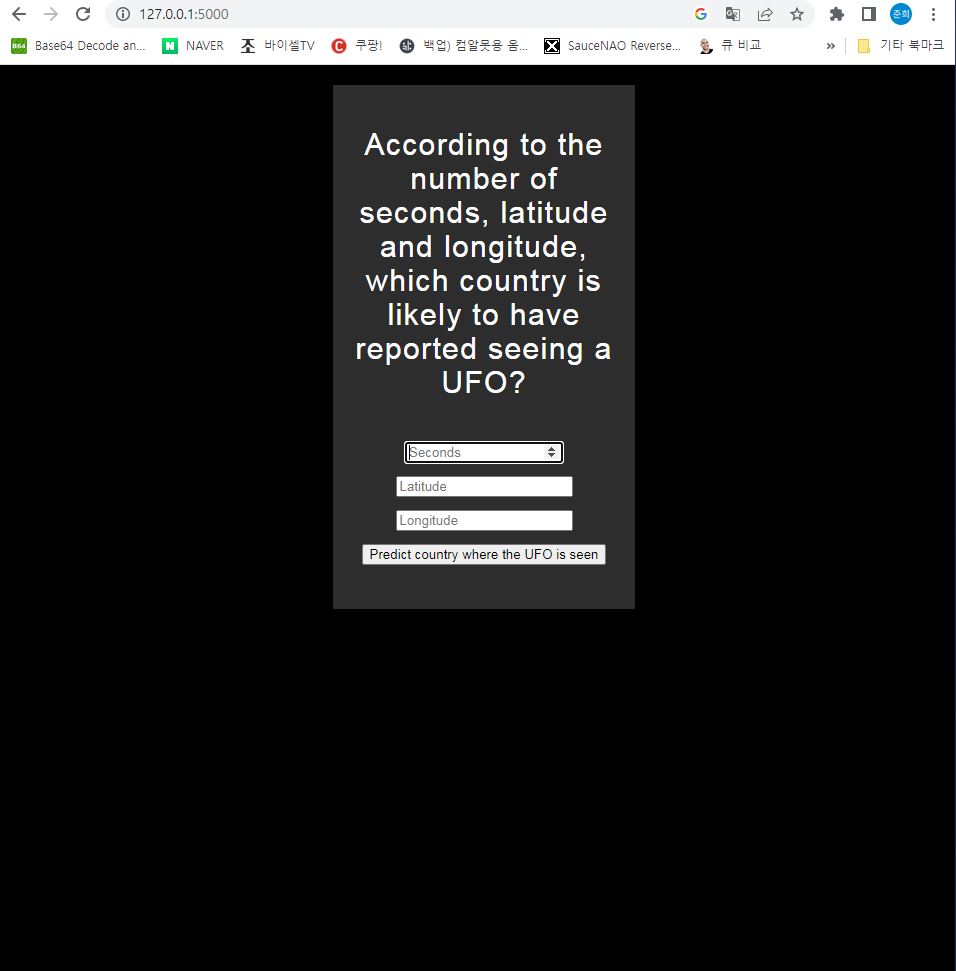 127.0.0.1:5000
준희
B64 Base64 Decode an... N NAVER 조 바이셀TV C 쿠팡! 백업) 컴알못용 옴... SauceNAO Reverse... 큐 비교 » 기타 북마크
According to the
number of
seconds, latitude
and longitude,
which country is
likely to have
reported seeing a
UFO?
Seconds
Latitude
Longitude
Predict country where the UFO is seen